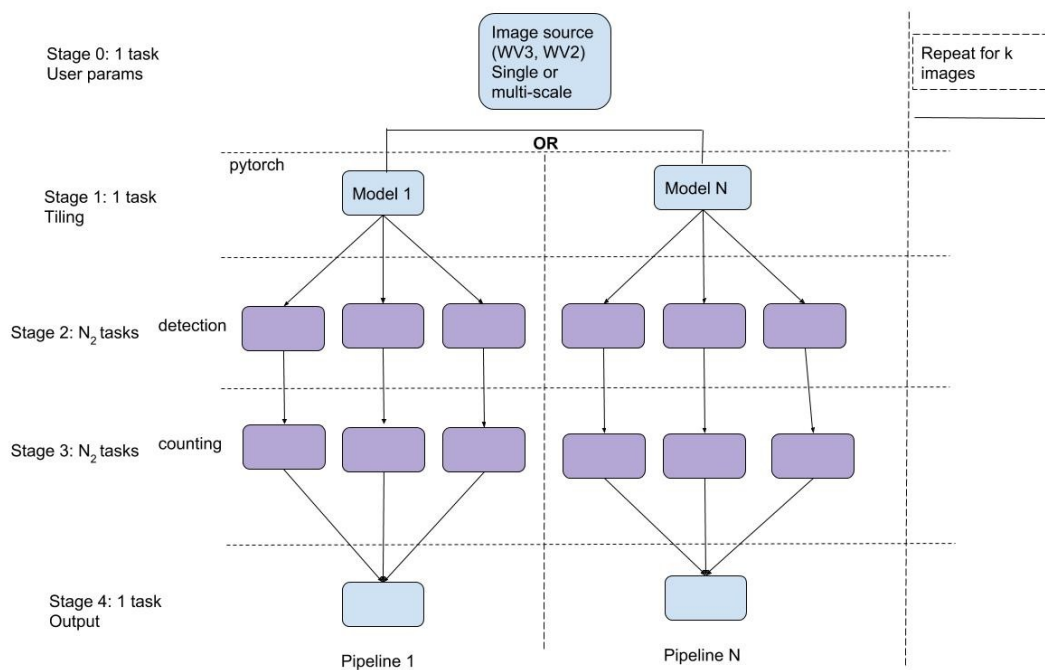 Stage 0: 1 task
User params
Image source
(WV3, WV2)
Single or
multi-scale
Repeat for k
images
OR
pytorch
Stage 1: 1 task
Tiling
Model 1
Model N
Stage 2: N₂ tasks
detection
Stage 3: N₂ tasks
counting
Stage 4: 1 task
Output
Pipeline 1
Pipeline N